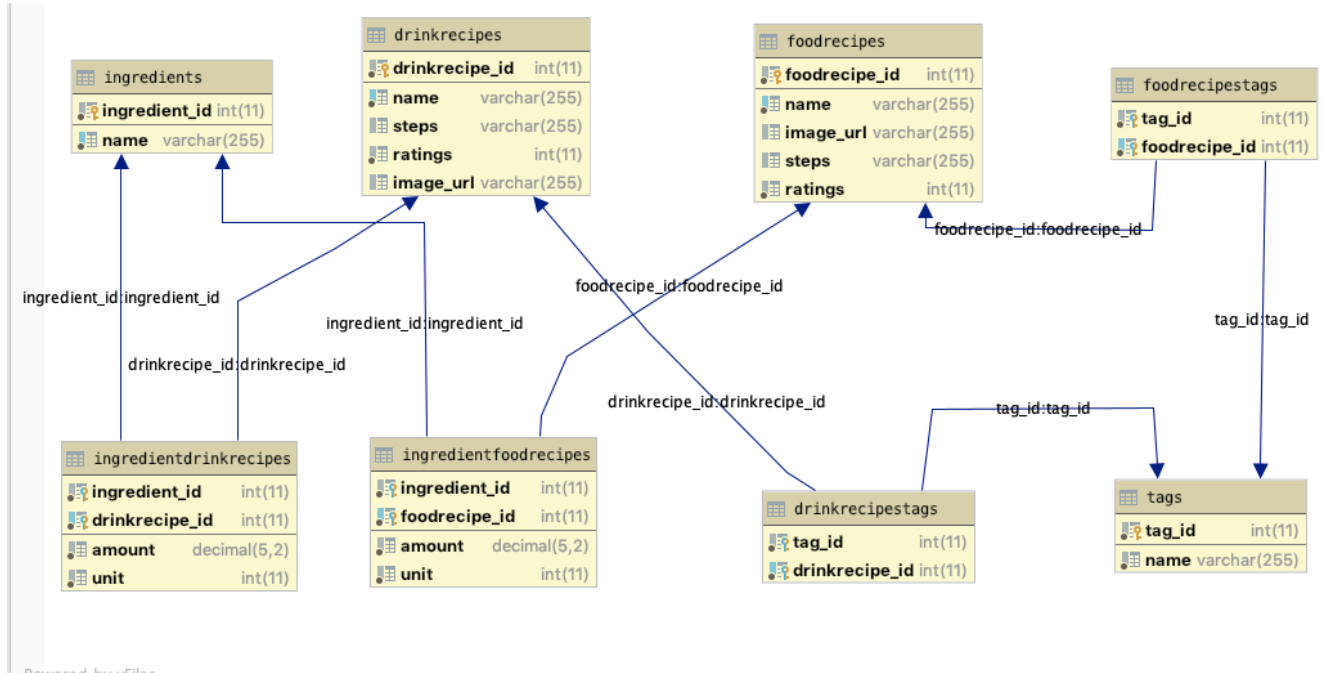 drinkrecipes
drinkrecipe_id int(11)
name varchar(255)
steps varchar(255)
ratings int(11)
image_url varchar(255)
foodrecipes
foodrecipe_id int(11)
name varchar(255)
image_url varchar(255)
steps varchar(255)
ratings int(11)
ingredients
ingredient_id int(11)
name varchar(255)
foodrecipestags
tag_id int(11)
foodrecipe_id int(11)
foodrecipe_id:foodrecipe_id
foodrecipe_id:foodrecipe_id
ingredient_id:ingredient_id
ingredient_id:ingredient_id
tag_id:tag_id
drinkrecipe_id:drinkrecipe_id
drinkrecipe_id:drinkrecipe_id
tag_id:tag_id
ingredientdrinkrecipes
ingredient_id int(11)
drinkrecipe_id int(11)
amount decimal(5,2)
unit int(11)
ingredientfoodrecipes
ingredient_id int(11)
foodrecipe_id int(11)
amount decimal(5,2)
unit int(11)
drinkrecipestags
tag_id int(11)
drinkrecipe_id int(11)
tags
tag_id int(11)
name varchar(255)
Powered by yFiles